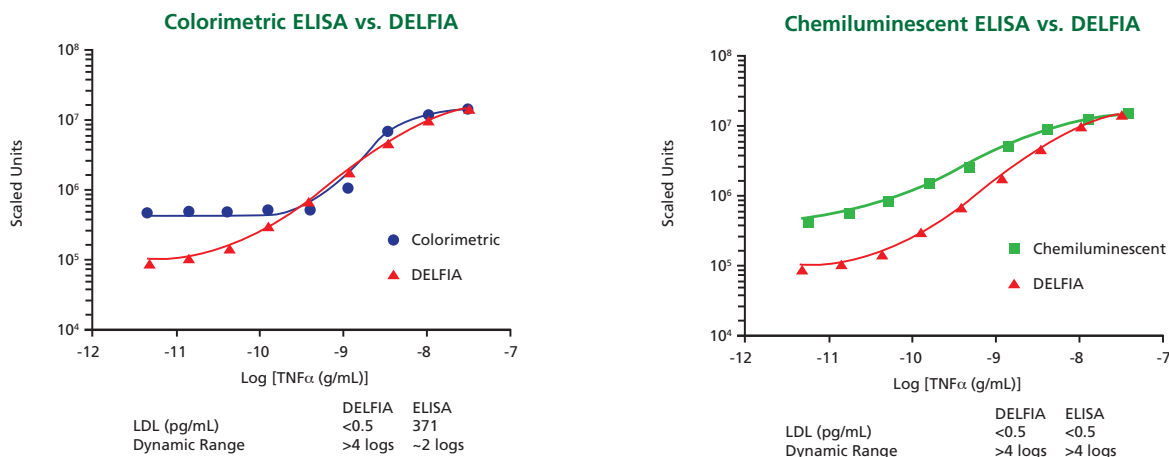 Colorimetric ELISA vs. DELFIA
10⁸
10⁷
10⁶
10⁵
10⁴
Scaled Units
Colorimetric
DELFIA
-12 -11 -10 -9 -8 -7
Log [TNFα (g/mL)]
DELFIA ELISA
LDL (pg/mL) <0.5 371
Dynamic Range >4 logs ~2 logs
Chemiluminescent ELISA vs. DELFIA
10⁸
10⁷
10⁶
10⁵
10⁴
Scaled Units
Chemiluminescent
DELFIA
-12 -11 -10 -9 -8 -7
Log [TNFα (g/mL)]
DELFIA ELISA
LDL (pg/mL) <0.5 <0.5
Dynamic Range >4 logs >4 logs